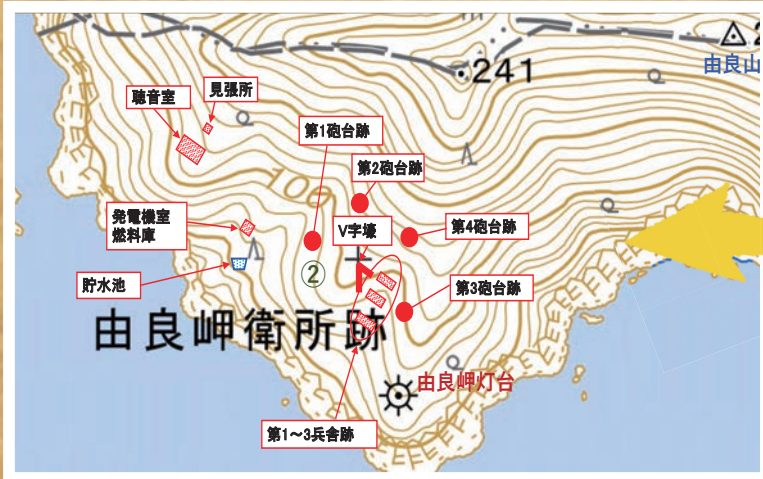 241
2
由良山
聴音室
見張所
第1砲台跡
第2砲台跡
100
発電機室
燃料庫
V字壕
第4砲台跡
②
貯水池
第3砲台跡
由良岬衛所跡
由良岬灯台
第1～3兵舎跡